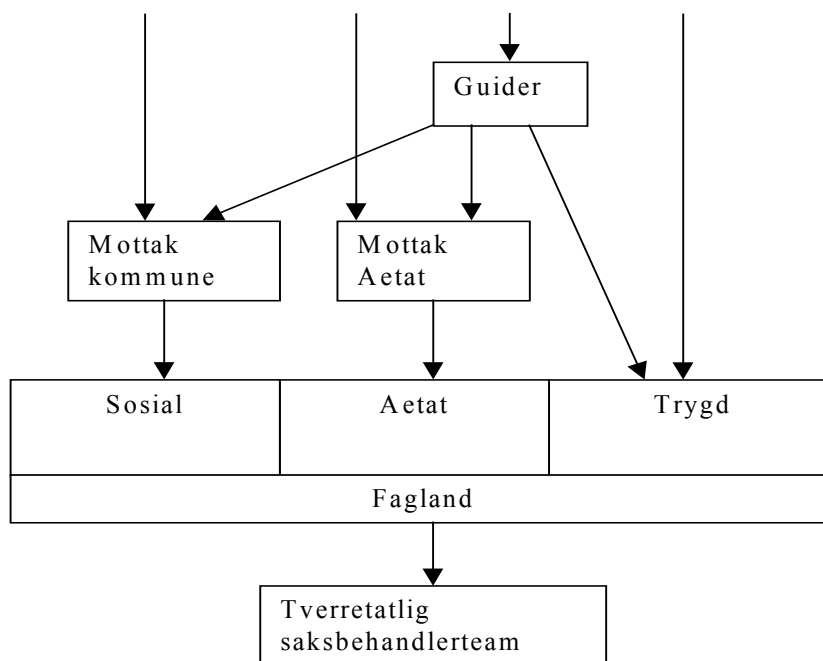 Guider
Mottak
kommune
Mottak
Aetat
Sosial
Aetat
Trygd
Fagland
Tverretatlig
saksbehandlerteam